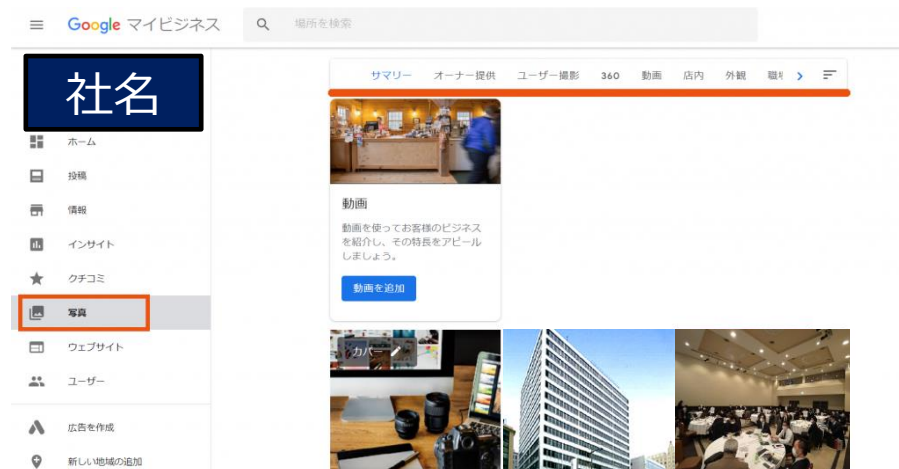 Google マイビジネス
場所を検索
社名
ホーム
投稿
情報
インサイト
クチコミ
写真
ウェブサイト
ユーザー
広告を作成
新しい地域の追加
サマリー オーナー提供 ユーザー撮影 360 動画 店内 外観
動画
動画を使ってお客様のビジネス
を紹介し、その特長をアピール
しましょう。
動画を追加
カバー